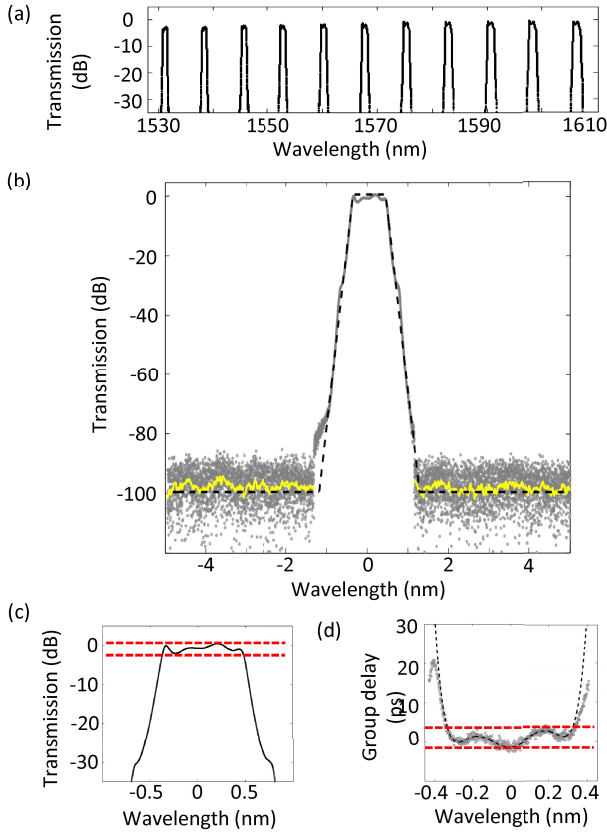 (a)
Transmission
(dB)
0
-10
-20
-30
1530
1550
1570
1590
1610
Wavelength (nm)
(b)
Transmission (dB)
0
-20
-40
-60
-80
-100
-4
-2
0
2
4
Wavelength (nm)
(c)
Transmission (dB)
0
-10
-20
-30
-0.5
0
0.5
Wavelength (nm)
(d)
Group delay
(ps)
30
20
10
0
-0.4
-0.2
0
0.2
0.4
Wavelength (nm)